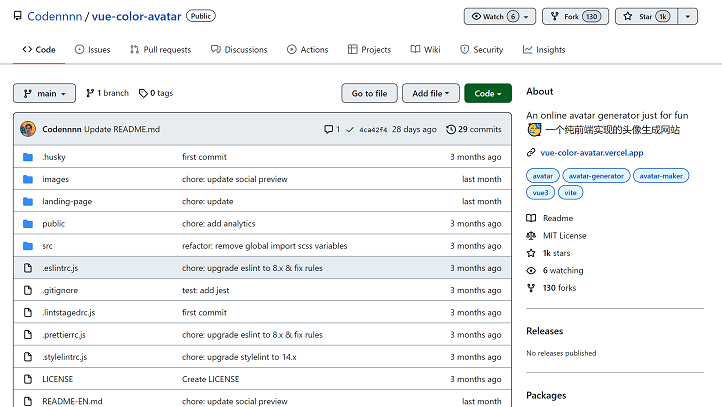 Codennnn / vue-color-avatar Public
Watch 6 Fork 130 Star 1k
Code Issues Pull requests Discussions Actions Projects Wiki Security Insights
main 1 branch 0 tags Go to file Add file Code
Codennnn Update README.md 1 4ca42f4 28 days ago 29 commits
.husky first commit 3 months ago
images chore: update social preview last month
landing-page chore: update last month
public chore: add analytics 3 months ago
src refactor: remove global import scss variables 3 months ago
.eslintrc.js chore: upgrade eslint to 8.x & fix rules 3 months ago
.gitignore test: add jest 3 months ago
.lintstagedrc.js first commit 3 months ago
.prettierrc.js chore: upgrade eslint to 8.x & fix rules 3 months ago
.stylelintrc.js chore: upgrade stylelint to 14.x 3 months ago
LICENSE Create LICENSE 3 months ago
README-EN.md chore: update social preview last month
About
An online avatar generator just for fun
🥳 一个纯前端实现的头像生成网站
vue-color-avatar.vercel.app
avatar avatar-generator avatar-maker
vue3 vite
Readme
MIT License
1k stars
6 watching
130 forks
Releases
No releases published
Packages